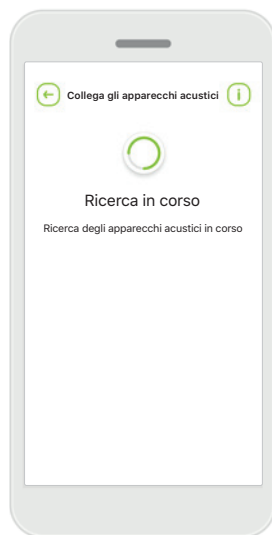 Collega gli apparecchi acustici
Ricerca in corso
Ricerca degli apparecchi acustici in corso